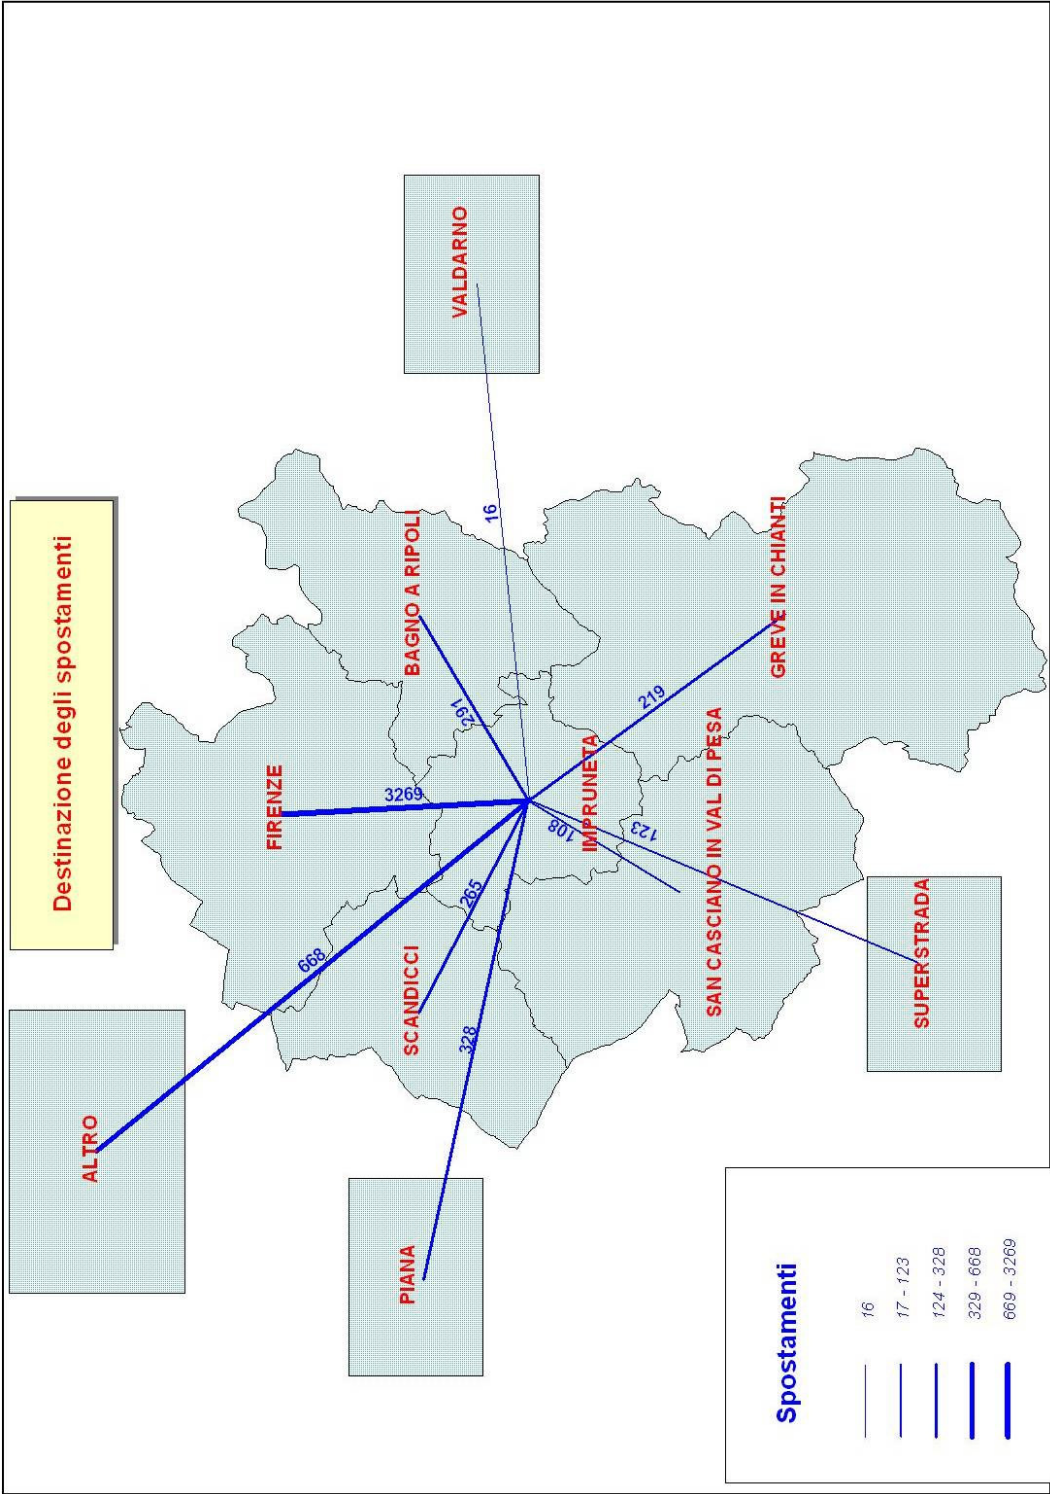 Destinazione degli spostamenti
ALTRO
668
FIRENZE
3269
PIANA
328
SCANDICCI
265
BAGNO A RIPOLI
291
VALDARNO
16
IMPRUNETA
108
123
219
SAN CASCIANO IN VAL DI PESA
GREVE IN CHIANTI
SUPERSTRADA
Spostamenti
16
17 - 123
124 - 328
329 - 668
669 - 3269